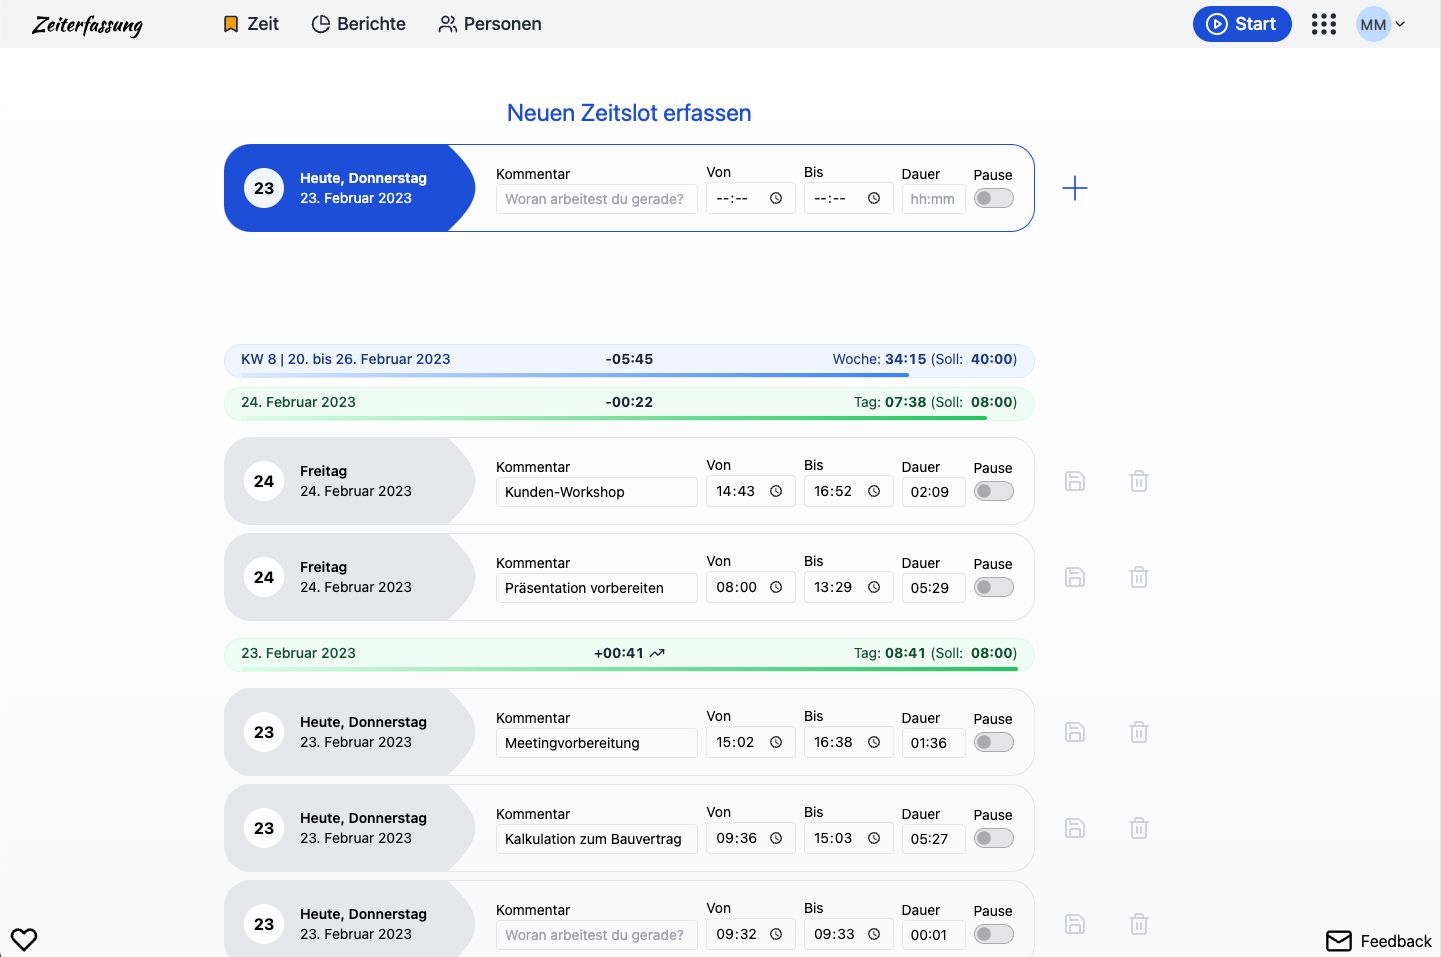 Zeiterfassung
Zeit
Berichte
Personen
Start
MM
Neuen Zeitslot erfassen
23
Heute, Donnerstag
23. Februar 2023
Kommentar
Woran arbeitest du gerade?
Von
--:--
Bis
--:--
Dauer
hh:mm
Pause
KW 8 | 20. bis 26. Februar 2023 -05:45 Woche: 34:15 (Soll: 40:00)
24. Februar 2023 -00:22 Tag: 07:38 (Soll: 08:00)
24
Freitag
24. Februar 2023
Kommentar
Kunden-Workshop
Von
14:43
Bis
16:52
Dauer
02:09
Pause
24
Freitag
24. Februar 2023
Kommentar
Präsentation vorbereiten
Von
08:00
Bis
13:29
Dauer
05:29
Pause
23. Februar 2023 +00:41 Tag: 08:41 (Soll: 08:00)
23
Heute, Donnerstag
23. Februar 2023
Kommentar
Meetingvorbereitung
Von
15:02
Bis
16:38
Dauer
01:36
Pause
23
Heute, Donnerstag
23. Februar 2023
Kommentar
Kalkulation zum Bauvertrag
Von
09:36
Bis
15:03
Dauer
05:27
Pause
23
Heute, Donnerstag
23. Februar 2023
Kommentar
Woran arbeitest du gerade?
Von
09:32
Bis
09:33
Dauer
00:01
Pause
Feedback